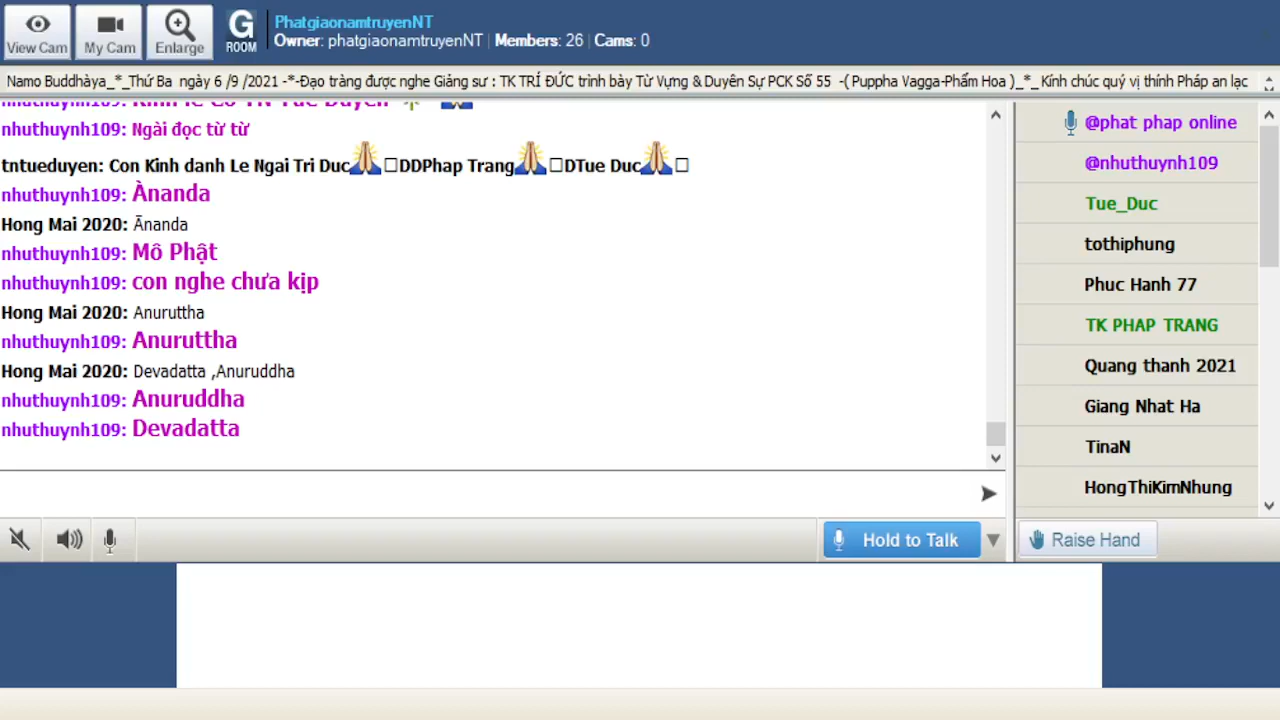 View Cam
My Cam
Enlarge
G
ROOM
PhatgiaonamtruyenNT
Owner: phatgiaonamtruyenNT | Members: 26 | Cams: 0
Namo Buddhàya_*_Thứ Ba ngày 6 /9 /2021 -*-Đạo tràng được nghe Giảng sư : TK TRÍ ĐỨC trình bày Từ Vựng & Duyên Sự PCK Số 55 -( Puppha Vagga-Phẩm Hoa )_*_ Kính chúc quý vị thính Pháp an lạc
nhuthuynh109: Ngài đọc từ từ
tntueduyen: Con Kinh danh Le Ngai Tri Duc🙏DDPhap Trang🙏DTue Duc🙏
nhuthuynh109: Ànanda
Hong Mai 2020: Ānanda
nhuthuynh109: Mô Phật
nhuthuynh109: con nghe chưa kịp
Hong Mai 2020: Anuruttha
nhuthuynh109: Anuruttha
Hong Mai 2020: Devadatta ,Anuruddha
nhuthuynh109: Anuruddha
nhuthuynh109: Devadatta
@phat phap online
@nhuthuynh109
Tue_Duc
tothiphung
Phuc Hanh 77
TK PHAP TRANG
Quang thanh 2021
Giang Nhat Ha
TinaN
HongThiKimNhung
Hold to Talk
Raise Hand